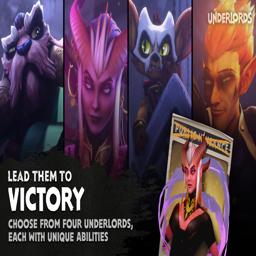 UNDERLORDS
LEAD THEM TO
VICTORY
CHOOSE FROM FOUR UNDERLORDS,
EACH WITH UNIQUE ABILITIES